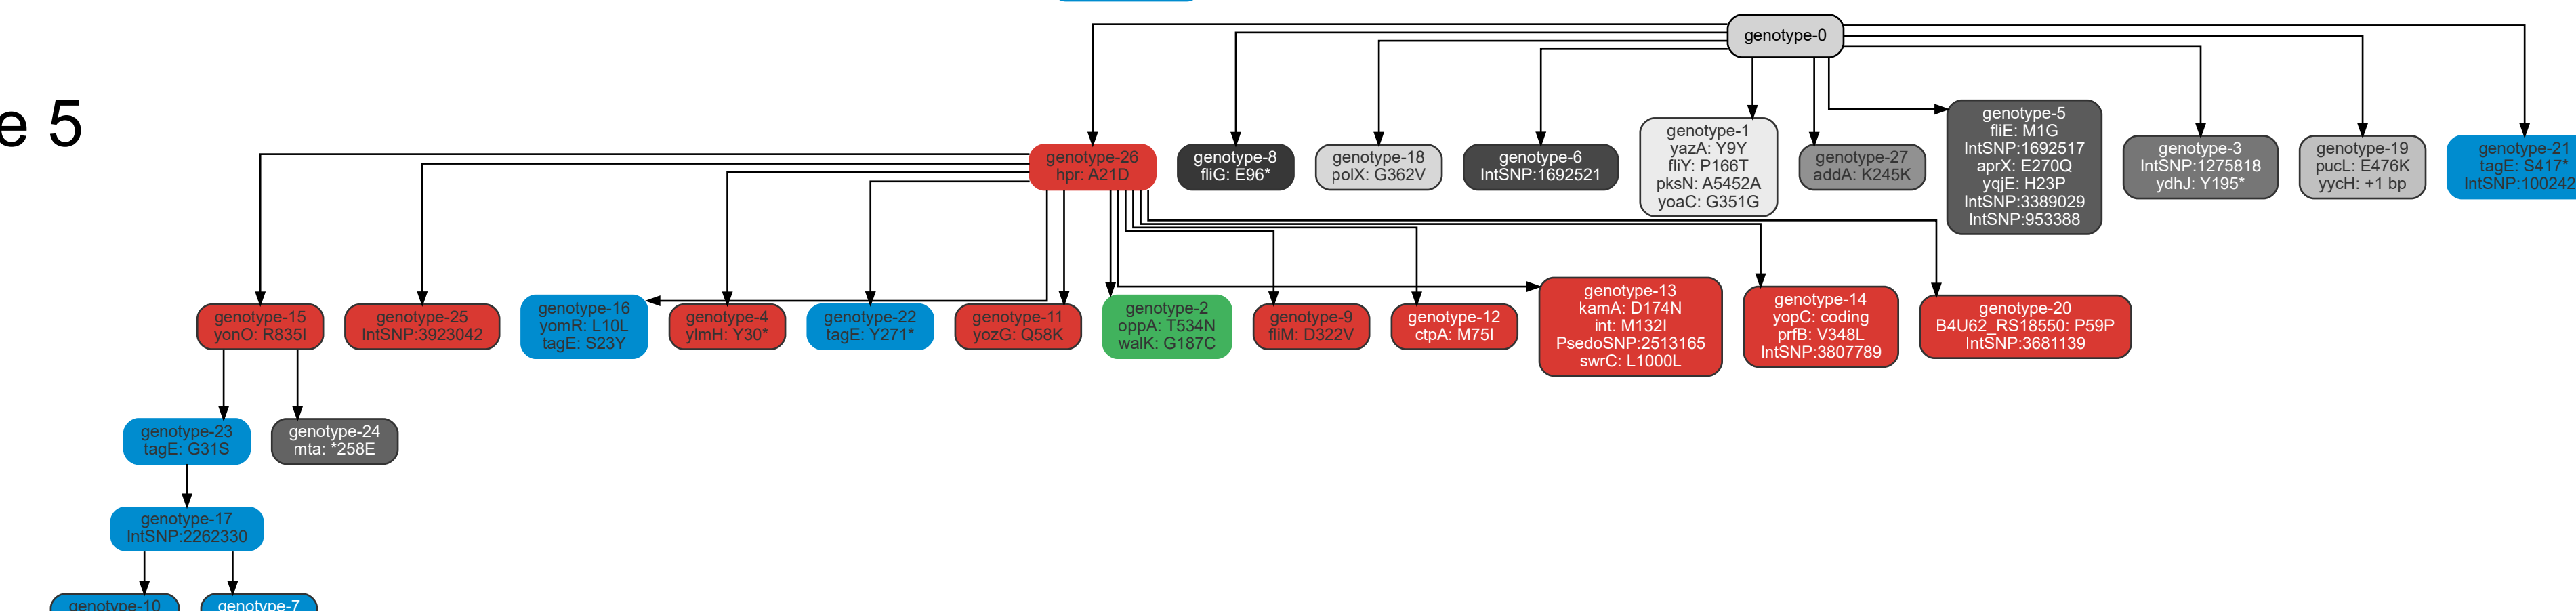 genotype-0
e 5
genotype-26
hpr: A21D
genotype-8
fliG: E96*
genotype-18
polX: G362V
genotype-6
IntSNP:1692521
genotype-1
yazA: Y9Y
fliY: P166T
pksN: A5452A
yoaC: G351G
genotype-27
addA: K245K
genotype-5
fliE: M1G
IntSNP:1692517
aprX: E270Q
yqjE: H23P
IntSNP:3389029
IntSNP:953388
genotype-3
IntSNP:1275818
ydhJ: Y195*
genotype-19
pucL: E476K
yycH: +1 bp
genotype-21
tagE: S417*
IntSNP:100242
genotype-15
yonO: R835I
genotype-25
IntSNP:3923042
genotype-16
yomR: L10L
tagE: S23Y
genotype-4
ylmH: Y30*
genotype-22
tagE: Y271*
genotype-11
yozG: Q58K
genotype-2
oppA: T534N
walK: G187C
genotype-9
fliM: D322V
genotype-12
ctpA: M75I
genotype-13
kamA: D174N
int: M132I
PsedoSNP:2513165
swrC: L1000L
genotype-14
yopC: coding
prfB: V348L
IntSNP:3807789
genotype-20
B4U62_RS18550: P59P
IntSNP:3681139
genotype-23
tagE: G31S
genotype-24
mta: *258E
genotype-17
IntSNP:2262330
genotype-10
genotype-7